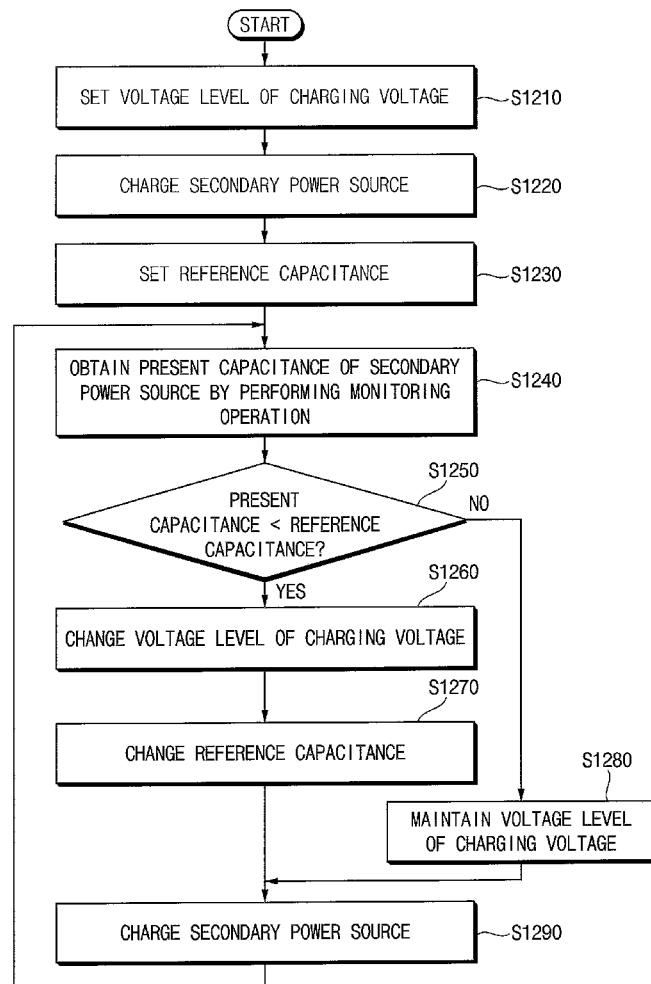 START
SET VOLTAGE LEVEL OF CHARGING VOLTAGE
S1210
CHARGE SECONDARY POWER SOURCE
S1220
SET REFERENCE CAPACITANCE
S1230
OBTAIN PRESENT CAPACITANCE OF SECONDARY
POWER SOURCE BY PERFORMING MONITORING
OPERATION
S1240
S1250
PRESENT
CAPACITANCE < REFERENCE
CAPACITANCE?
NO
YES
S1260
CHANGE VOLTAGE LEVEL OF CHARGING VOLTAGE
S1270
CHANGE REFERENCE CAPACITANCE
S1280
MAINTAIN VOLTAGE LEVEL
OF CHARGING VOLTAGE
CHARGE SECONDARY POWER SOURCE
S1290